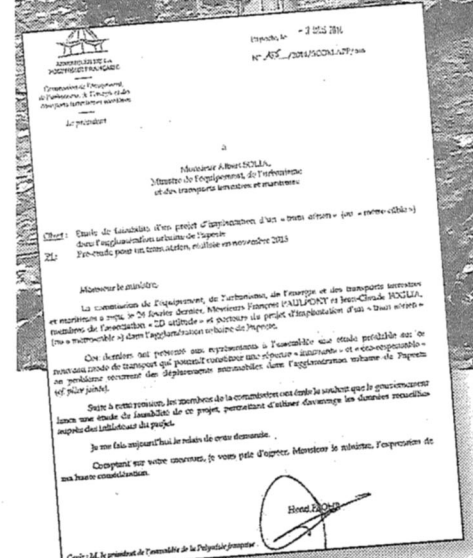 ASSEMBLÉE DE LA
POLYNÉSIE FRANÇAISE
Commission de l'équipement,
de l'urbanisme, de l'énergie et des
transports terrestres et maritimes
Le président
Papeete, le
N°
à
Monsieur Albert SOLIA,
Ministre de l'équipement, de l'urbanisme
et des transports terrestres et maritimes
Objet : Etude de faisabilité d'un projet d'implantation d'un « tram aérien » (ou « métro-câble »)
dans l'agglomération urbaine de Papeete
PJ : Pré-étude pour un tram aérien, réalisée en novembre 2013
Monsieur le ministre,
La commission de l'équipement, de l'urbanisme, de l'énergie et des transports terrestres
et maritimes a reçu le février dernier, Messieurs François et Jean-Claude
membres de l'association « 2D attitude » et porteurs du projet d'implantation d'un « tram aérien »
(ou « métro-câble ») dans l'agglomération urbaine de Papeete.
Ces derniers ont présenté aux représentants à l'assemblée une étude préalable sur ce
nouveau mode de transport qui pourrait constituer une réponse « innovante » et « éco-responsable »
au problème récurrent des déplacements automobiles dans l'agglomération urbaine de Papeete
(cf. pièce jointe).
Suite à cette réunion, les membres de la commission ont émis le souhait que le gouvernement
lance une étude de faisabilité de ce projet, permettant d'affiner davantage les données recueillies
auprès des initiateurs du projet.
Je me fais aujourd'hui le relais de cette demande.
Comptant sur votre concours, je vous prie d'agréer, Monsieur le ministre, l'expression de
ma haute considération.
Henri
Copie : M. le président de l'assemblée de la Polynésie française